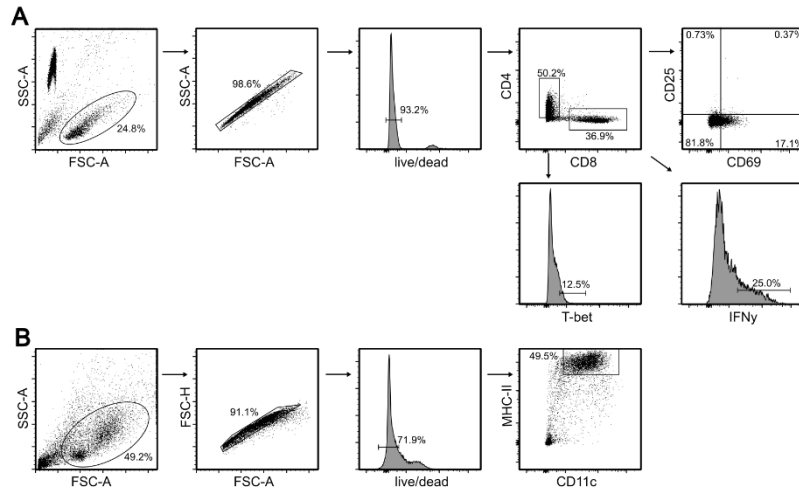 A
SSC-A
24.8%
FSC-A
SSC-A
98.6%
FSC-A
93.2%
live/dead
CD4
50.2%
36.9%
CD8
CD25
0.73%
0.37%
81.8%
17.1%
CD69
12.5%
T-bet
25.0%
IFNy
B
SSC-A
49.2%
FSC-A
FSC-H
91.1%
FSC-A
71.9%
live/dead
MHC-II
49.5%
CD11c